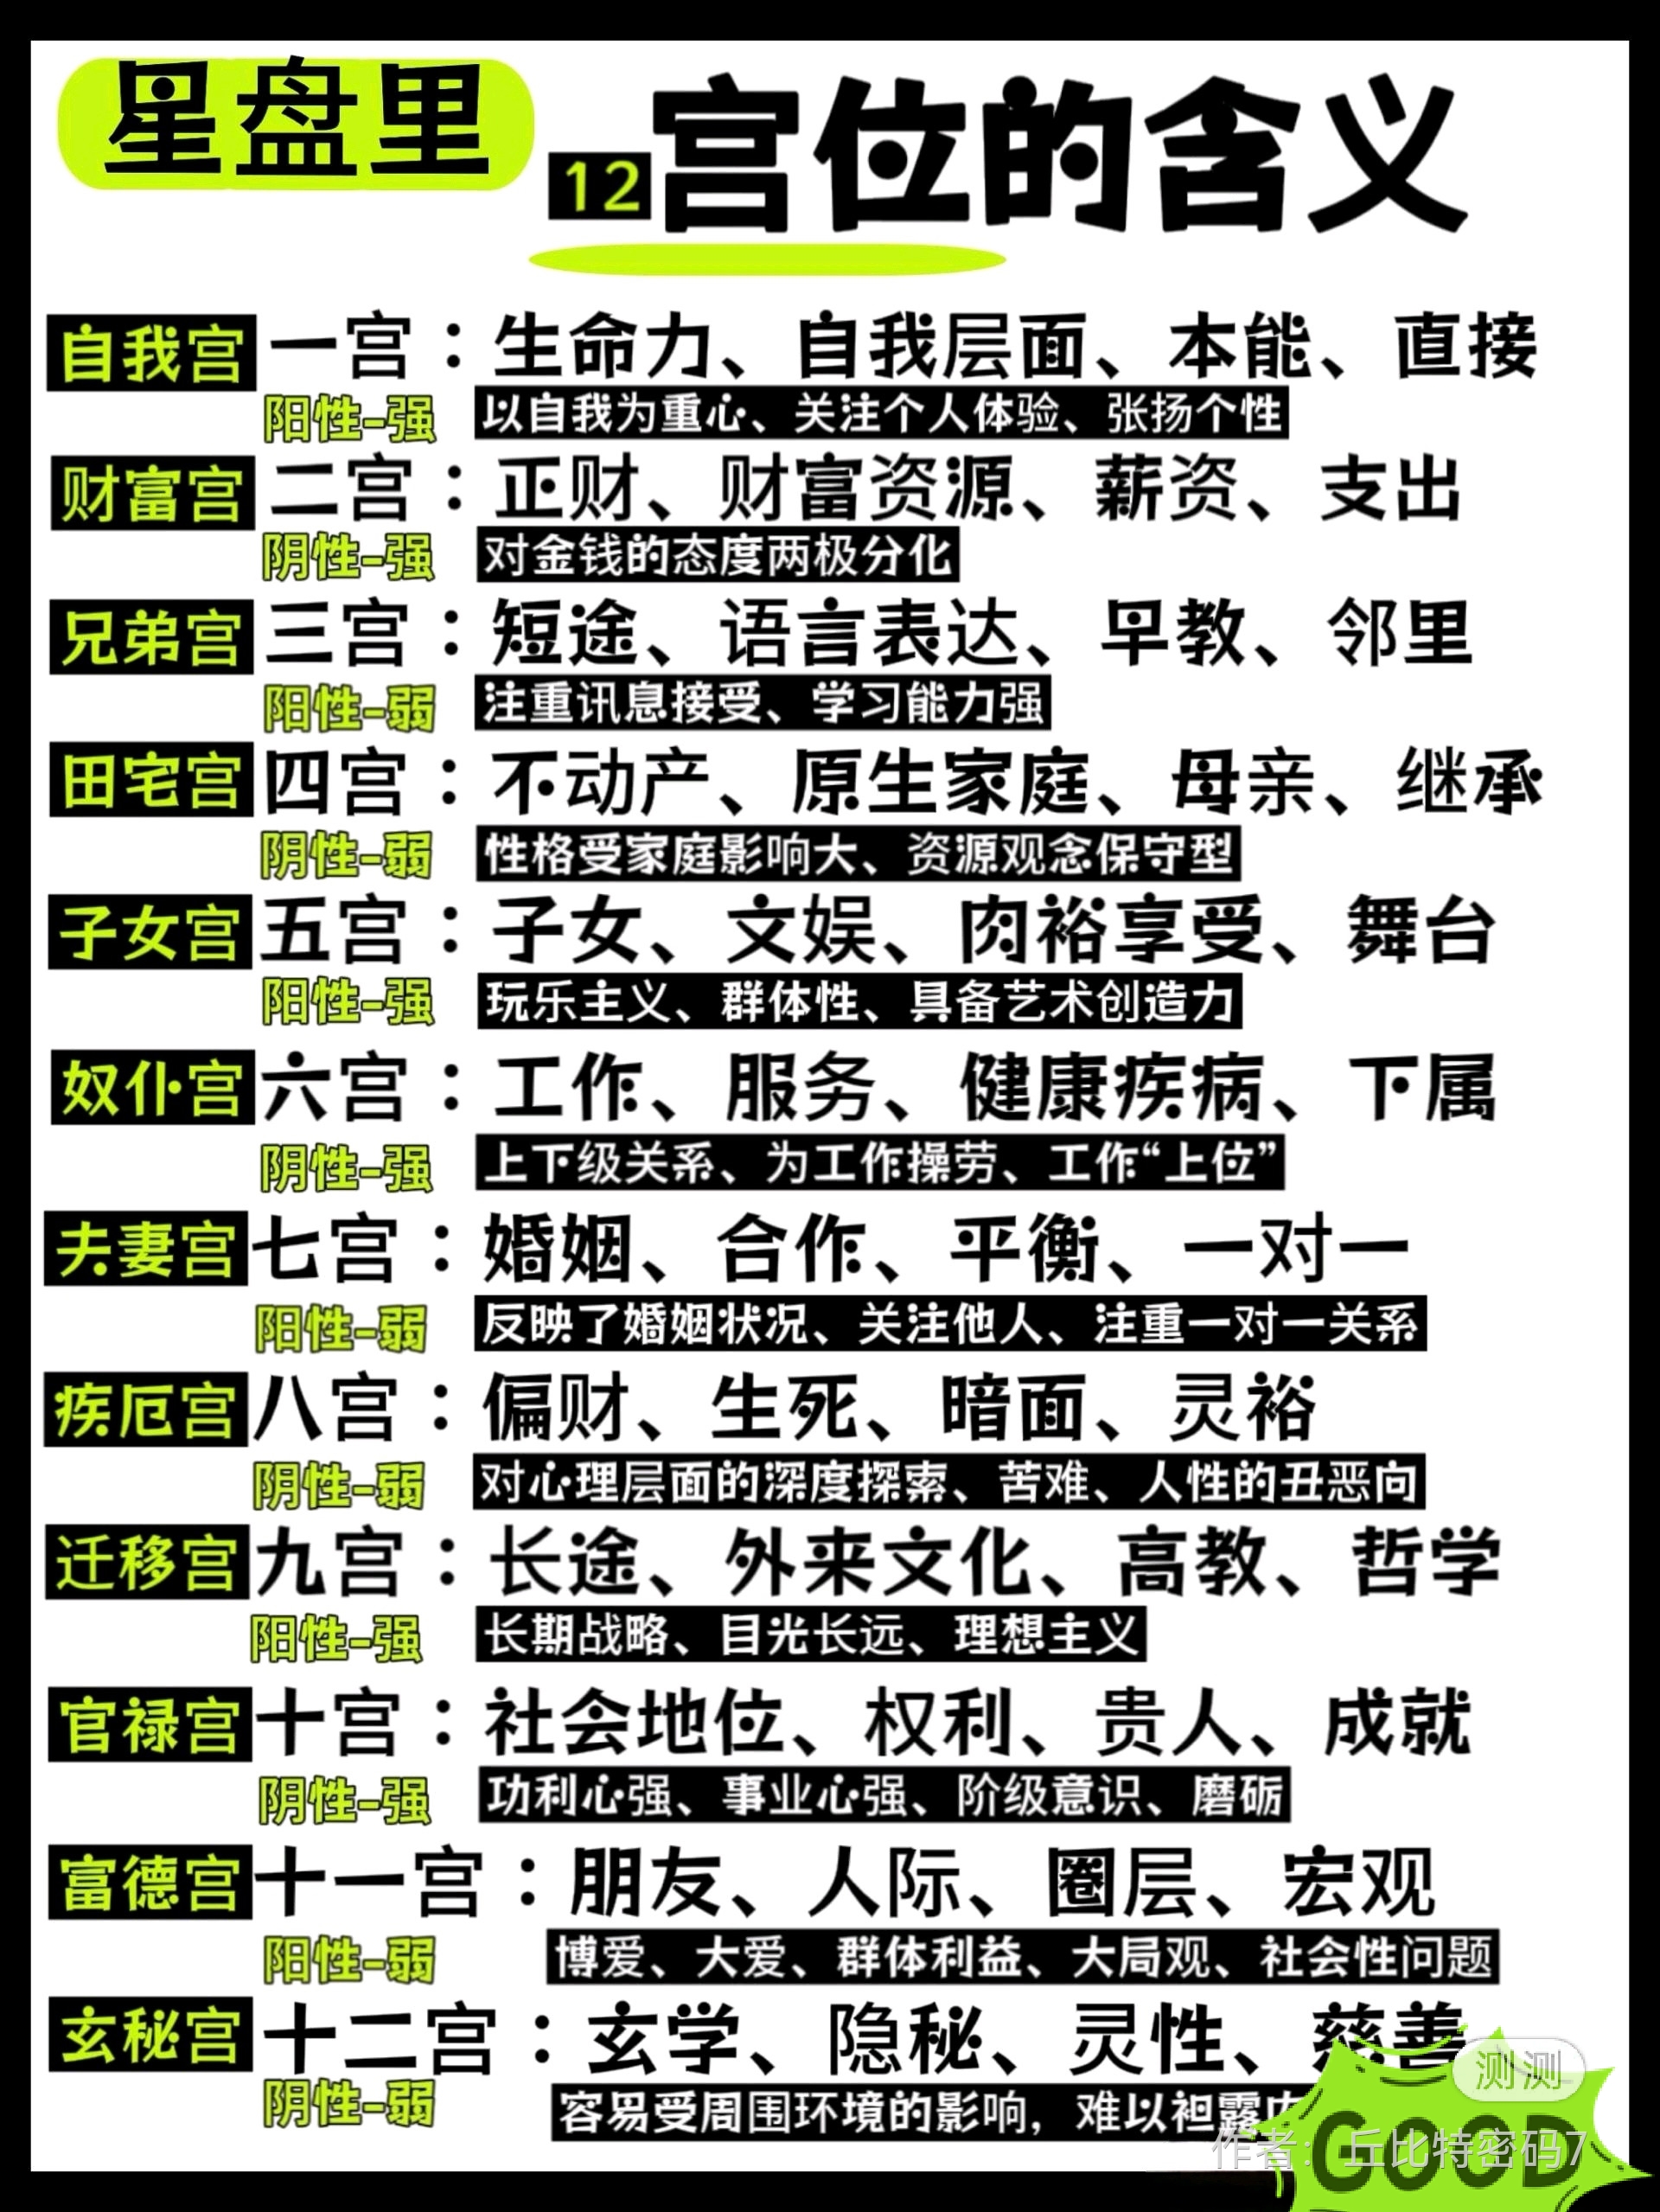 星盘里
12宫位的含义
自我宫 一宫：生命力、自我层面、本能、直接
阳性-强 以自我为重心、关注个人体验、张扬个性
财富宫 二宫：正财、财富资源、薪资、支出
阴性-强 对金钱的态度两极分化
兄弟宫 三宫：短途、语言表达、早教、邻里
阳性-弱 注重讯息接受、学习能力强
田宅宫 四宫：不动产、原生家庭、母亲、继承
阴性-弱 性格受家庭影响大、资源观念保守型
子女宫 五宫：子女、文娱、肉裕享受、舞台
阳性-强 玩乐主义、群体性、具备艺术创造力
奴仆宫 六宫：工作、服务、健康疾病、下属
阴性-强 上下级关系、为工作操劳、工作“上位”
夫妻宫 七宫：婚姻、合作、平衡、一对一
阳性-弱 反映了婚姻状况、关注他人、注重一对一关系
疾厄宫 八宫：偏财、生死、暗面、灵裕
阴性-弱 对心理层面的深度探索、苦难、人性的丑恶向
迁移宫 九宫：长途、外来文化、高教、哲学
阳性-强 长期战略、目光长远、理想主义
官禄宫 十宫：社会地位、权利、贵人、成就
阴性-强 功利心强、事业心强、阶级意识、磨砺
富德宫 十一宫：朋友、人际、圈层、宏观
阳性-弱 博爱、大爱、群体利益、大局观、社会性问题
玄秘宫 十二宫：玄学、隐秘、灵性、慈善
阴性-弱 容易受周围环境的影响，难以袒露
测测
GOOD
作者：丘比特密码7